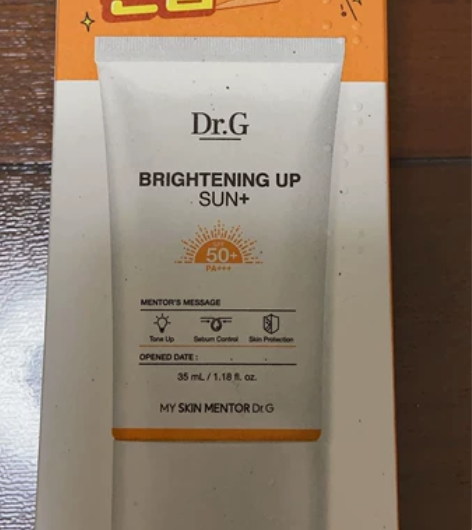 Dr.G
BRIGHTENING UP
SUN+
SPF
50+
PA+++
MENTOR'S MESSAGE
Tone Up Sebum Control Skin Protection
OPENED DATE :
35 mL / 1.18 fl. oz.
MY SKIN MENTOR Dr.G